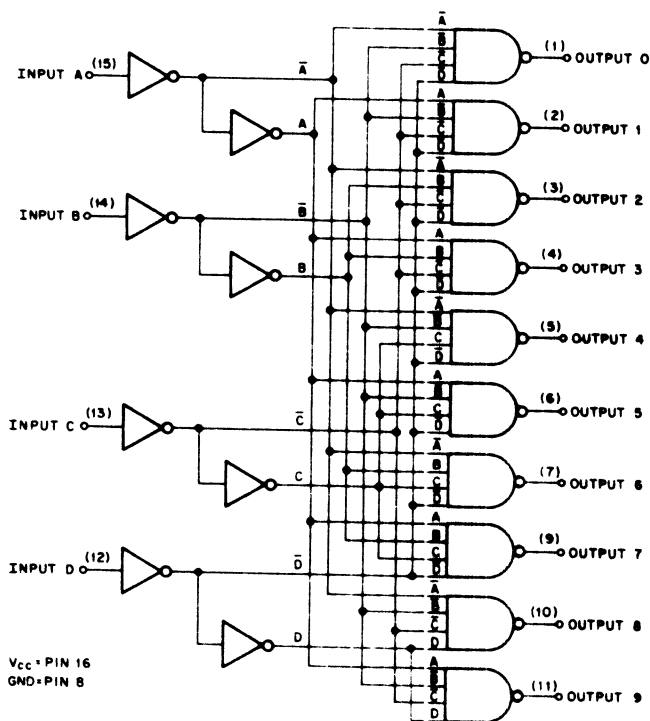 INPUT A (15)
A̅
A
INPUT B (14)
B̅
B
INPUT C (13)
C̅
C
INPUT D (12)
D̅
D
VCC = PIN 16
GND = PIN 8
A̅
B̅
C̅
D̅
(1) OUTPUT 0
A
B̅
C̅
D̅
(2) OUTPUT 1
A̅
B
C̅
D̅
(3) OUTPUT 2
A
B
C̅
D̅
(4) OUTPUT 3
A̅
B̅
C
D̅
(5) OUTPUT 4
A
B̅
C
D̅
(6) OUTPUT 5
A̅
B
C
D̅
(7) OUTPUT 6
A
B
C
D̅
(9) OUTPUT 7
A̅
B̅
C̅
D
(10) OUTPUT 8
A
B̅
C̅
D
(11) OUTPUT 9